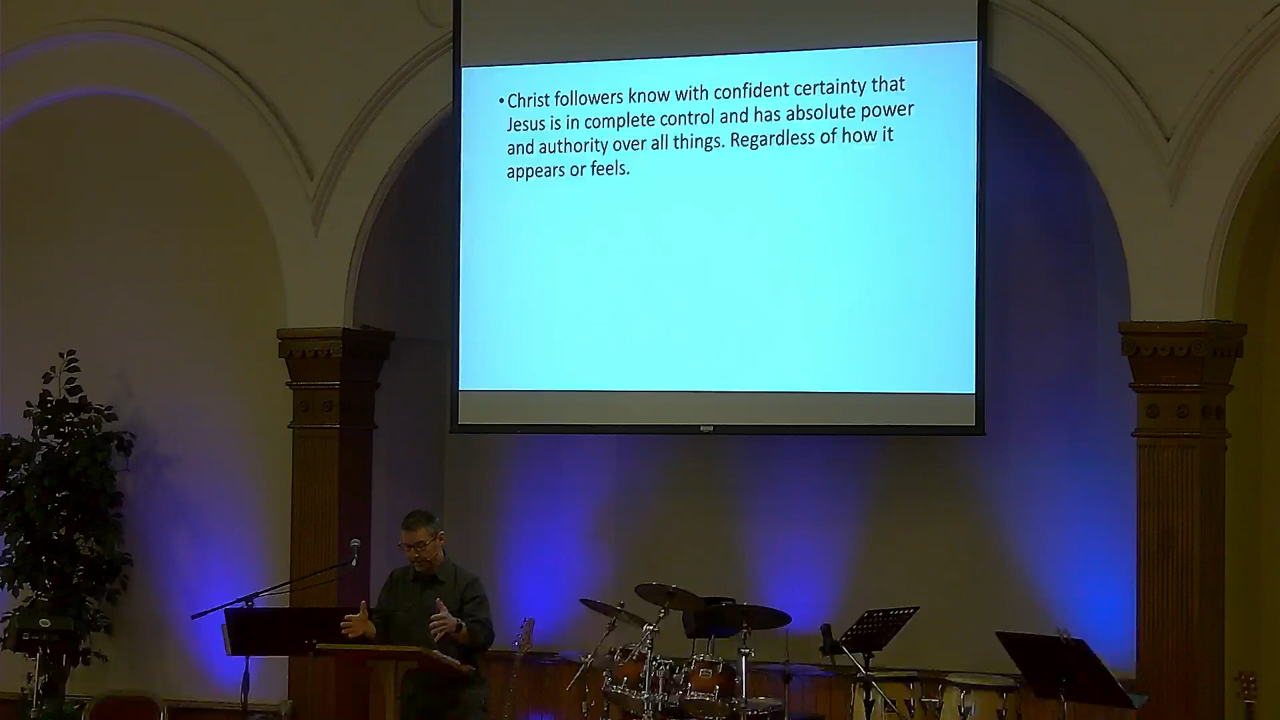 • Christ followers know with confident certainty that
Jesus is in complete control and has absolute power
and authority over all things. Regardless of how it
appears or feels.